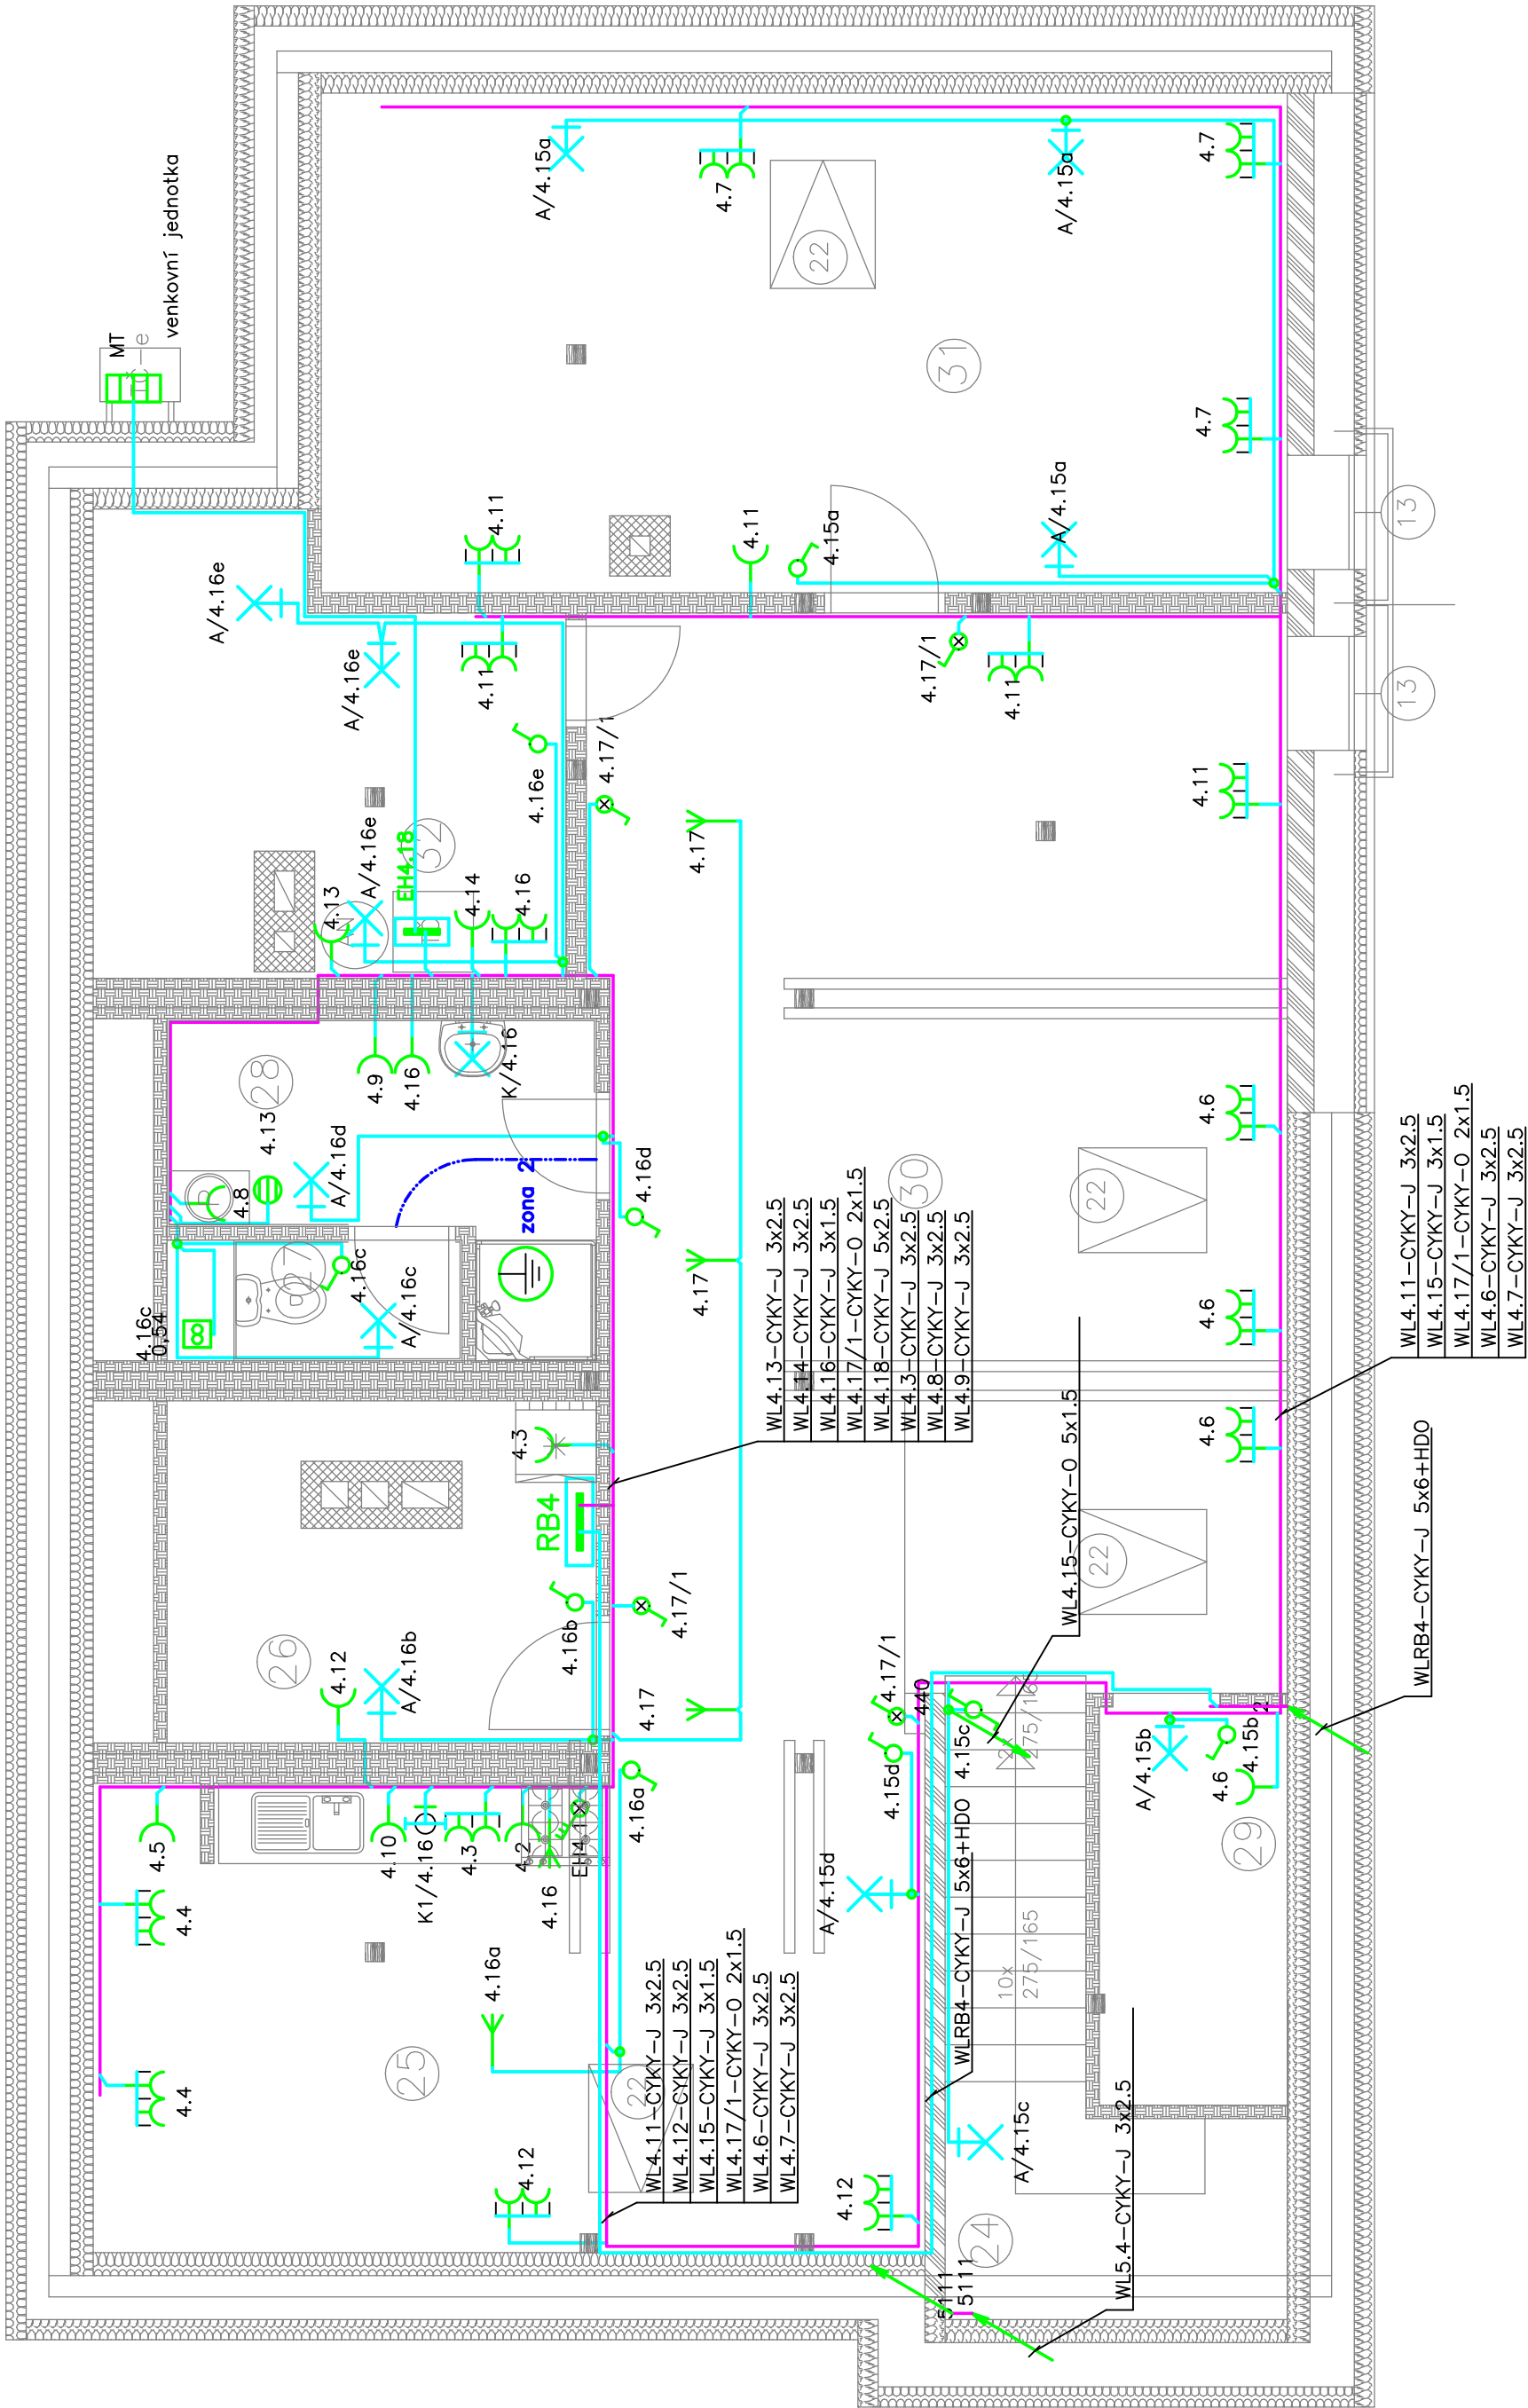 venkovní jednotka
MT
A/4.15a
4.7
A/4.15a
4.7
22
31
4.7
A/4.15a
4.11
4.11
4.15a
13
13
A/4.16e
A/4.16e
4.11
4.17/1
4.11
4.16e
4.17/1
4.17
4.11
32
A/4.16e
EH4.18
4.13
4.14
4.16
28
4.9
4.16
K/4.16
4.13
A/4.16d
4.8
zona 2
4.16d
4.6
30
22
27
4.16c
A/4.16c
4.16c
0,54
4.17
4.6
4.6
WL4.13-CYKY-J 3x2.5
WL4.14-CYKY-J 3x2.5
WL4.16-CYKY-J 3x1.5
WL4.17/1-CYKY-O 2x1.5
WL4.18-CYKY-J 5x2.5
WL4.3-CYKY-J 3x2.5
WL4.8-CYKY-J 3x2.5
WL4.9-CYKY-J 3x2.5
WL4.11-CYKY-J 3x2.5
WL4.15-CYKY-J 3x1.5
WL4.17/1-CYKY-O 2x1.5
WL4.6-CYKY-J 3x2.5
WL4.7-CYKY-J 3x2.5
4.3
RB4
26
4.12
A/4.16b
4.16b
4.17/1
4.17
22
WL4.15-CYKY-O 5x1.5
WLRB4-CYKY-J 5x6+HDO
4.17/1
440
4.15d
4.15c
275/165
A/4.15b
4.15b
4.6
29
4.5
4.4
4.10
K1/4.16
4.3
4.2
4.16
4.16a
4.16a
A/4.15d
10x
275/165
WLRB4-CYKY-J 5x6+HDO
25
4.4
22
4.12
WL4.11-CYKY-J 3x2.5
WL4.12-CYKY-J 3x2.5
WL4.15-CYKY-J 3x1.5
WL4.17/1-CYKY-O 2x1.5
WL4.6-CYKY-J 3x2.5
WL4.7-CYKY-J 3x2.5
4.12
A/4.15c
24
5111
5111
WL5.4-CYKY-J 3x2.5